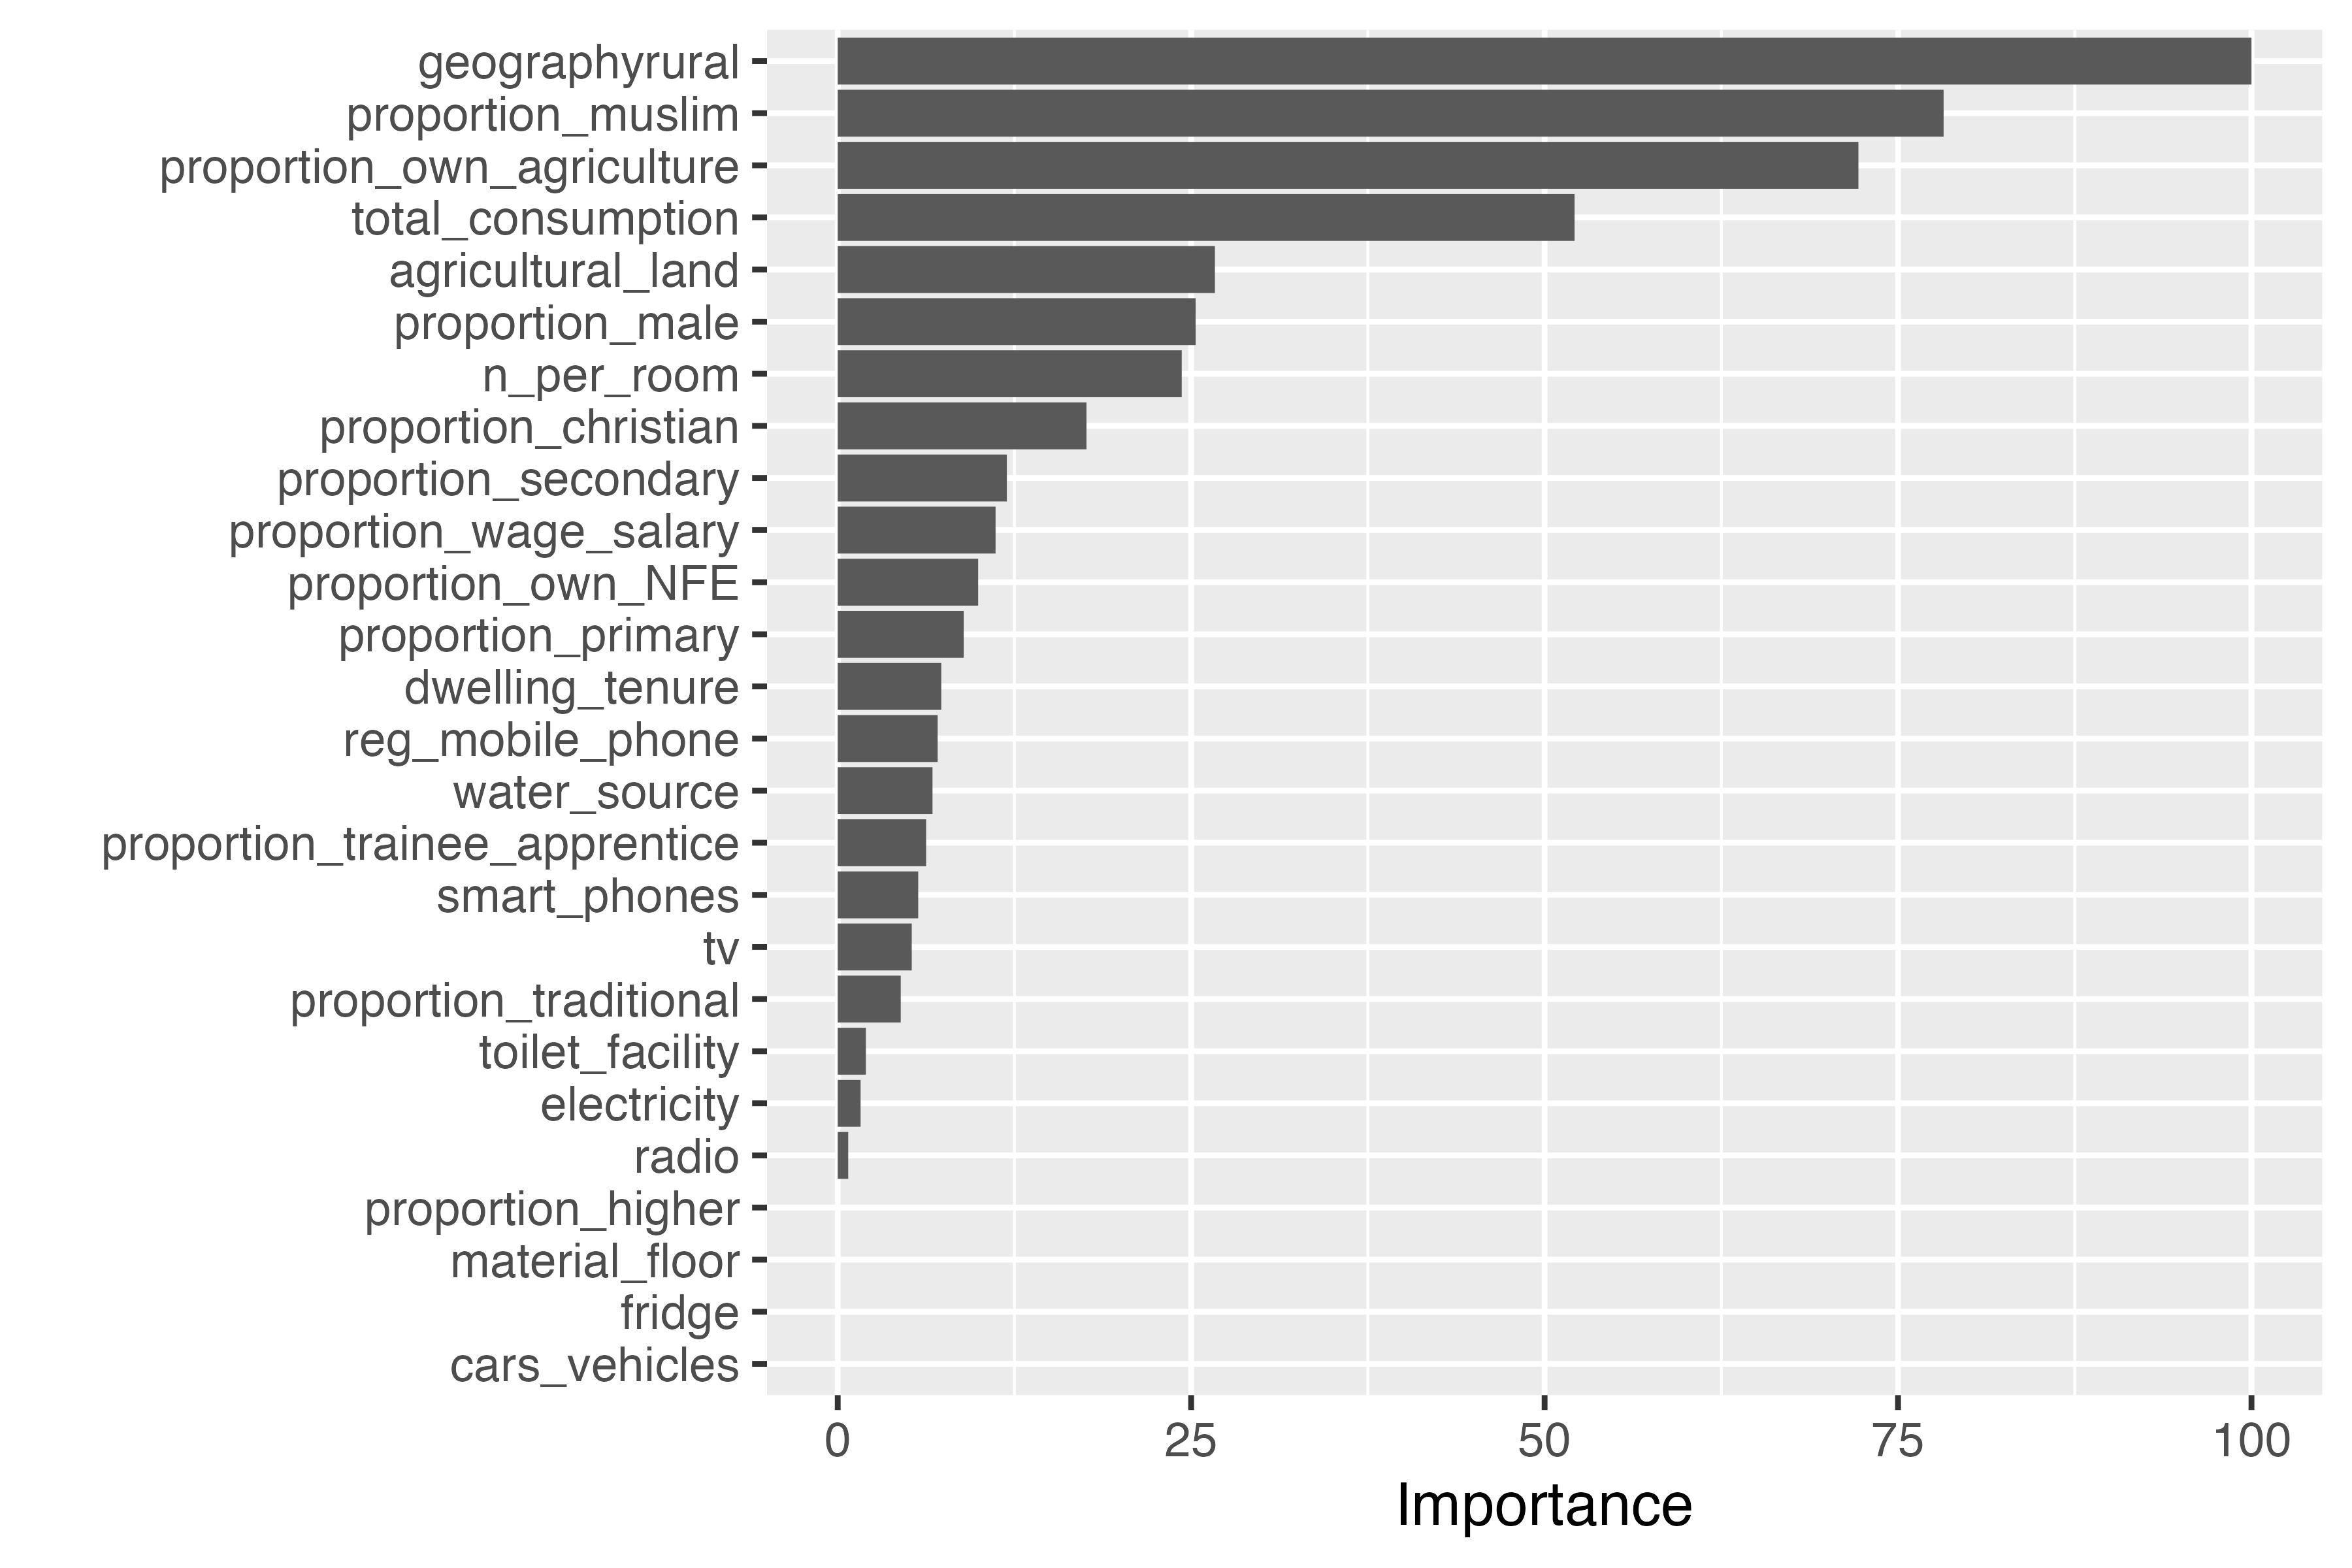 geographyrural
proportion_muslim
proportion_own_agriculture
total_consumption
agricultural_land
proportion_male
n_per_room
proportion_christian
proportion_secondary
proportion_wage_salary
proportion_own_NFE
proportion_primary
dwelling_tenure
reg_mobile_phone
water_source
proportion_trainee_apprentice
smart_phones
tv
proportion_traditional
toilet_facility
electricity
radio
proportion_higher
material_floor
fridge
cars_vehicles
0 25 50 75 100
Importance